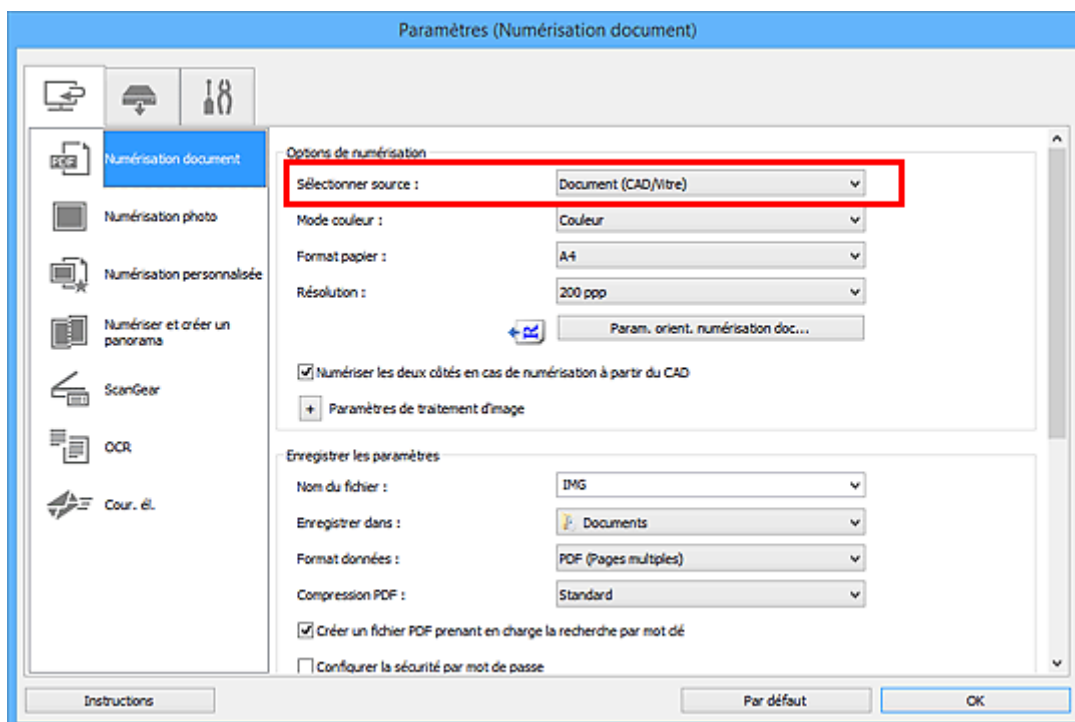 Paramètres (Numérisation document)
PDF
Numérisation document
Numérisation photo
Numérisation personnalisée
Numériser et créer un
panorama
ScanGear
OCR
Cour. él.
Options de numérisation
Sélectionner source : Document (CAD/Vitre)
Mode couleur : Couleur
Format papier : A4
Résolution : 200 ppp
Param. orient. numérisation doc...
Numériser les deux côtés en cas de numérisation à partir du CAD
+ Paramètres de traitement d'image
Enregistrer les paramètres
Nom du fichier : IMG
Enregistrer dans : Documents
Format données : PDF (Pages multiples)
Compression PDF : Standard
Créer un fichier PDF prenant en charge la recherche par mot clé
Configurer la sécurité par mot de passe
Instructions Par défaut OK